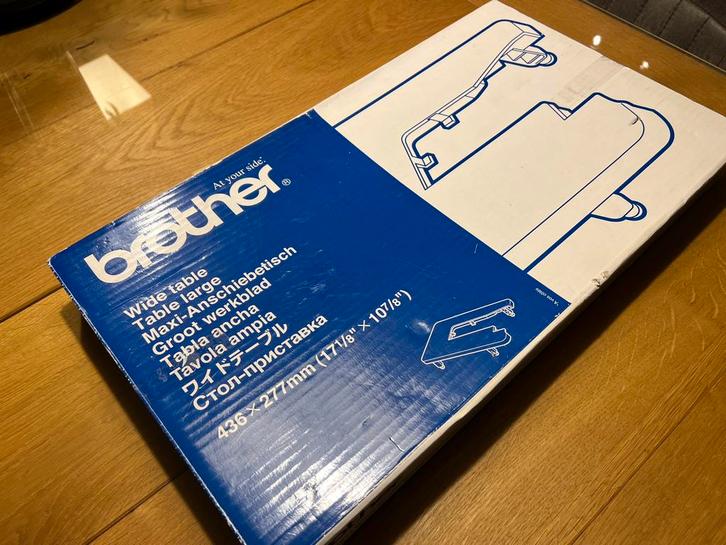 At your side.
brother®
Wide table
Table large
Maxi-Anschiebetisch
Groot werkblad
Tabla ancha
Tavola ampia
ワイドテーブル
Стол-приставка
436×277mm (17 1/8" × 10 7/8")